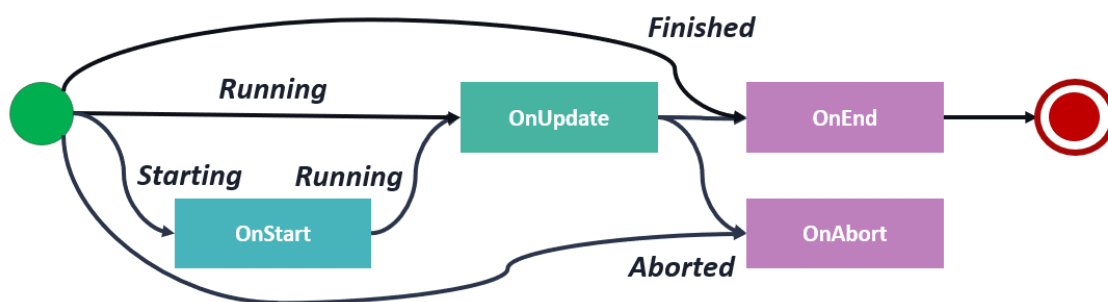 Finished
Running
OnUpdate
OnEnd
Starting
Running
OnStart
OnAbort
Aborted